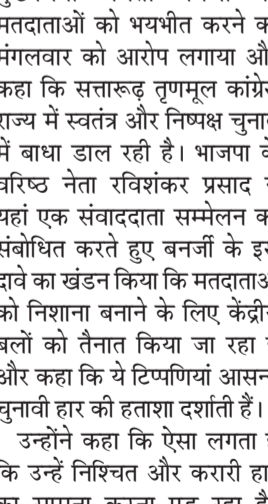 मतदाताओं को भयभीत करने क
मंगलवार को आरोप लगाया औ
कहा कि सत्तारूढ़ तृणमूल कांग्रे
राज्य में स्वतंत्र और निष्पक्ष चुना
में बाधा डाल रही है। भाजपा
वरिष्ठ नेता रविशंकर प्रसाद
यहां एक संवाददाता सम्मेलन क
संबोधित करते हुए बनर्जी के इस
दावे का खंडन किया कि मतदाताअ
को निशाना बनाने के लिए केंद्री
बलों को तैनात किया जा रहा
और कहा कि ये टिप्पणियां आसन
चुनावी हार की हताशा दर्शाती हैं।
उन्होंने कहा कि ऐसा लगता
कि उन्हें निश्चित और करारी हा